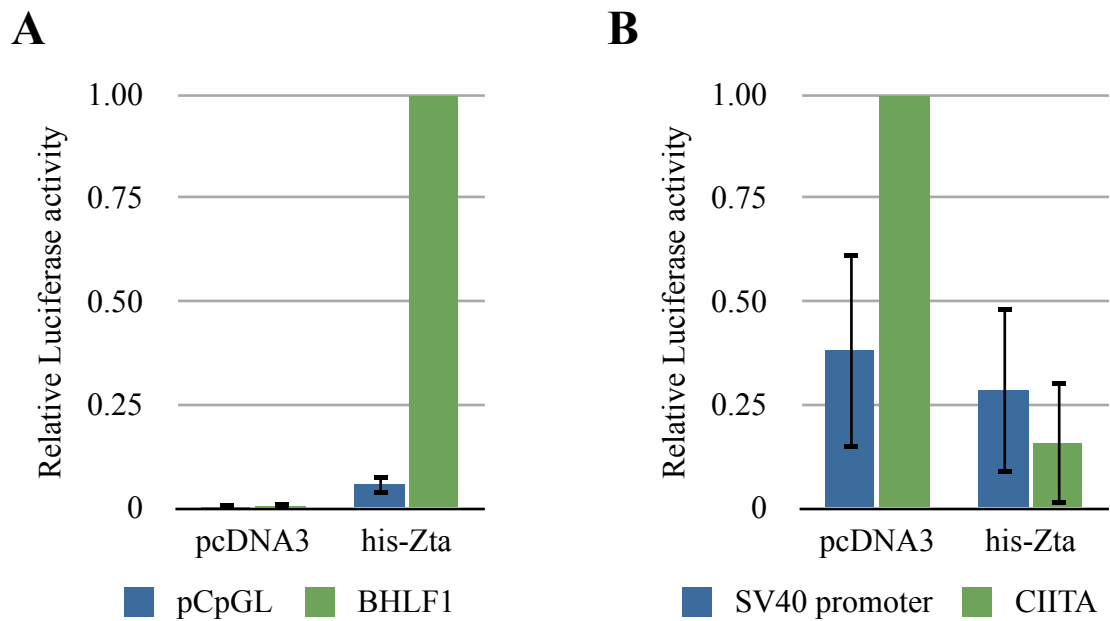 A
Relative Luciferase activity
1.00
0.75
0.50
0.25
0
pcDNA3 his-Zta
pCpGL BHLF1
B
Relative Luciferase activity
1.00
0.75
0.50
0.25
0
pcDNA3 his-Zta
SV40 promoter CIITA